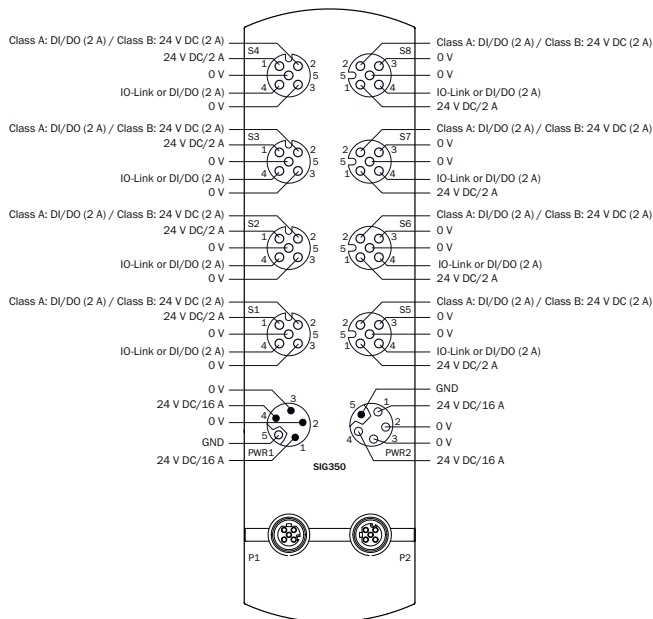 Class A: DI/DO (2 A) / Class B: 24 V DC (2 A)
24 V DC/2 A
0 V
IO-Link or DI/DO (2 A)
0 V
S4
1 2 5 4 3
S8
2 3 5 1 4
Class A: DI/DO (2 A) / Class B: 24 V DC (2 A)
0 V
0 V
IO-Link or DI/DO (2 A)
24 V DC/2 A
Class A: DI/DO (2 A) / Class B: 24 V DC (2 A)
24 V DC/2 A
0 V
IO-Link or DI/DO (2 A)
0 V
S3
1 2 5 4 3
S7
2 3 5 1 4
Class A: DI/DO (2 A) / Class B: 24 V DC (2 A)
0 V
0 V
IO-Link or DI/DO (2 A)
24 V DC/2 A
Class A: DI/DO (2 A) / Class B: 24 V DC (2 A)
24 V DC/2 A
0 V
IO-Link or DI/DO (2 A)
0 V
S2
1 2 5 4 3
S6
2 3 5 1 4
Class A: DI/DO (2 A) / Class B: 24 V DC (2 A)
0 V
0 V
IO-Link or DI/DO (2 A)
24 V DC/2 A
Class A: DI/DO (2 A) / Class B: 24 V DC (2 A)
24 V DC/2 A
0 V
IO-Link or DI/DO (2 A)
0 V
S1
1 2 5 4 3
S5
2 3 5 1 4
Class A: DI/DO (2 A) / Class B: 24 V DC (2 A)
0 V
0 V
IO-Link or DI/DO (2 A)
24 V DC/2 A
0 V
24 V DC/16 A
0 V
GND
24 V DC/16 A
3 4 2 5 1
PWR1
5 1 2 4 3
PWR2
GND
24 V DC/16 A
0 V
0 V
24 V DC/16 A
SIG350
P1
P2